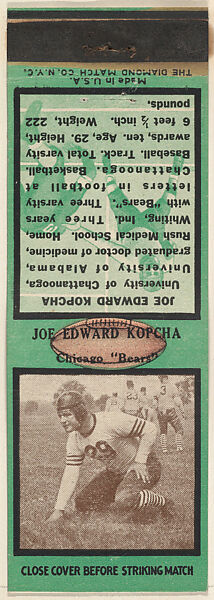 JOE EDWARD KOPCHA
University of Chattanooga,
University of Alabama,
graduated doctor of medicine,
Rush Medical School. Home,
Whiting, Ind. Three years
with "Bears". Three varsity
letters in football at
Chattanooga. Basketball.
Baseball. Track. Total varsity
awards, ten. Age, 29. Height,
6 feet ½ inch. Weight, 222
pounds.
Made in U.S.A.
THE DIAMOND MATCH CO. N.Y.C.
JOE EDWARD KOPCHA
Chicago "Bears"
29
CLOSE COVER BEFORE STRIKING MATCH